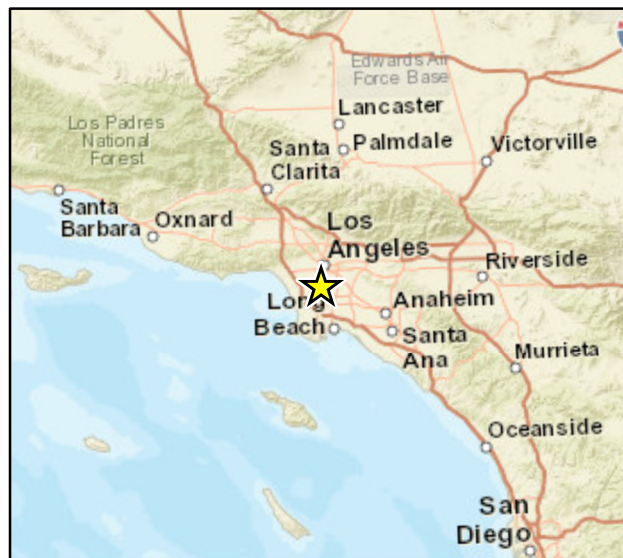 Edwards Air
Force Base
Lancaster
Los Padres
National
Forest
Santa
Clarita
Palmdale
Victorville
Santa
Barbara
Oxnard
Los
Angeles
Riverside
Long
Beach
Anaheim
Santa
Ana
Murrieta
Oceanside
San
Diego